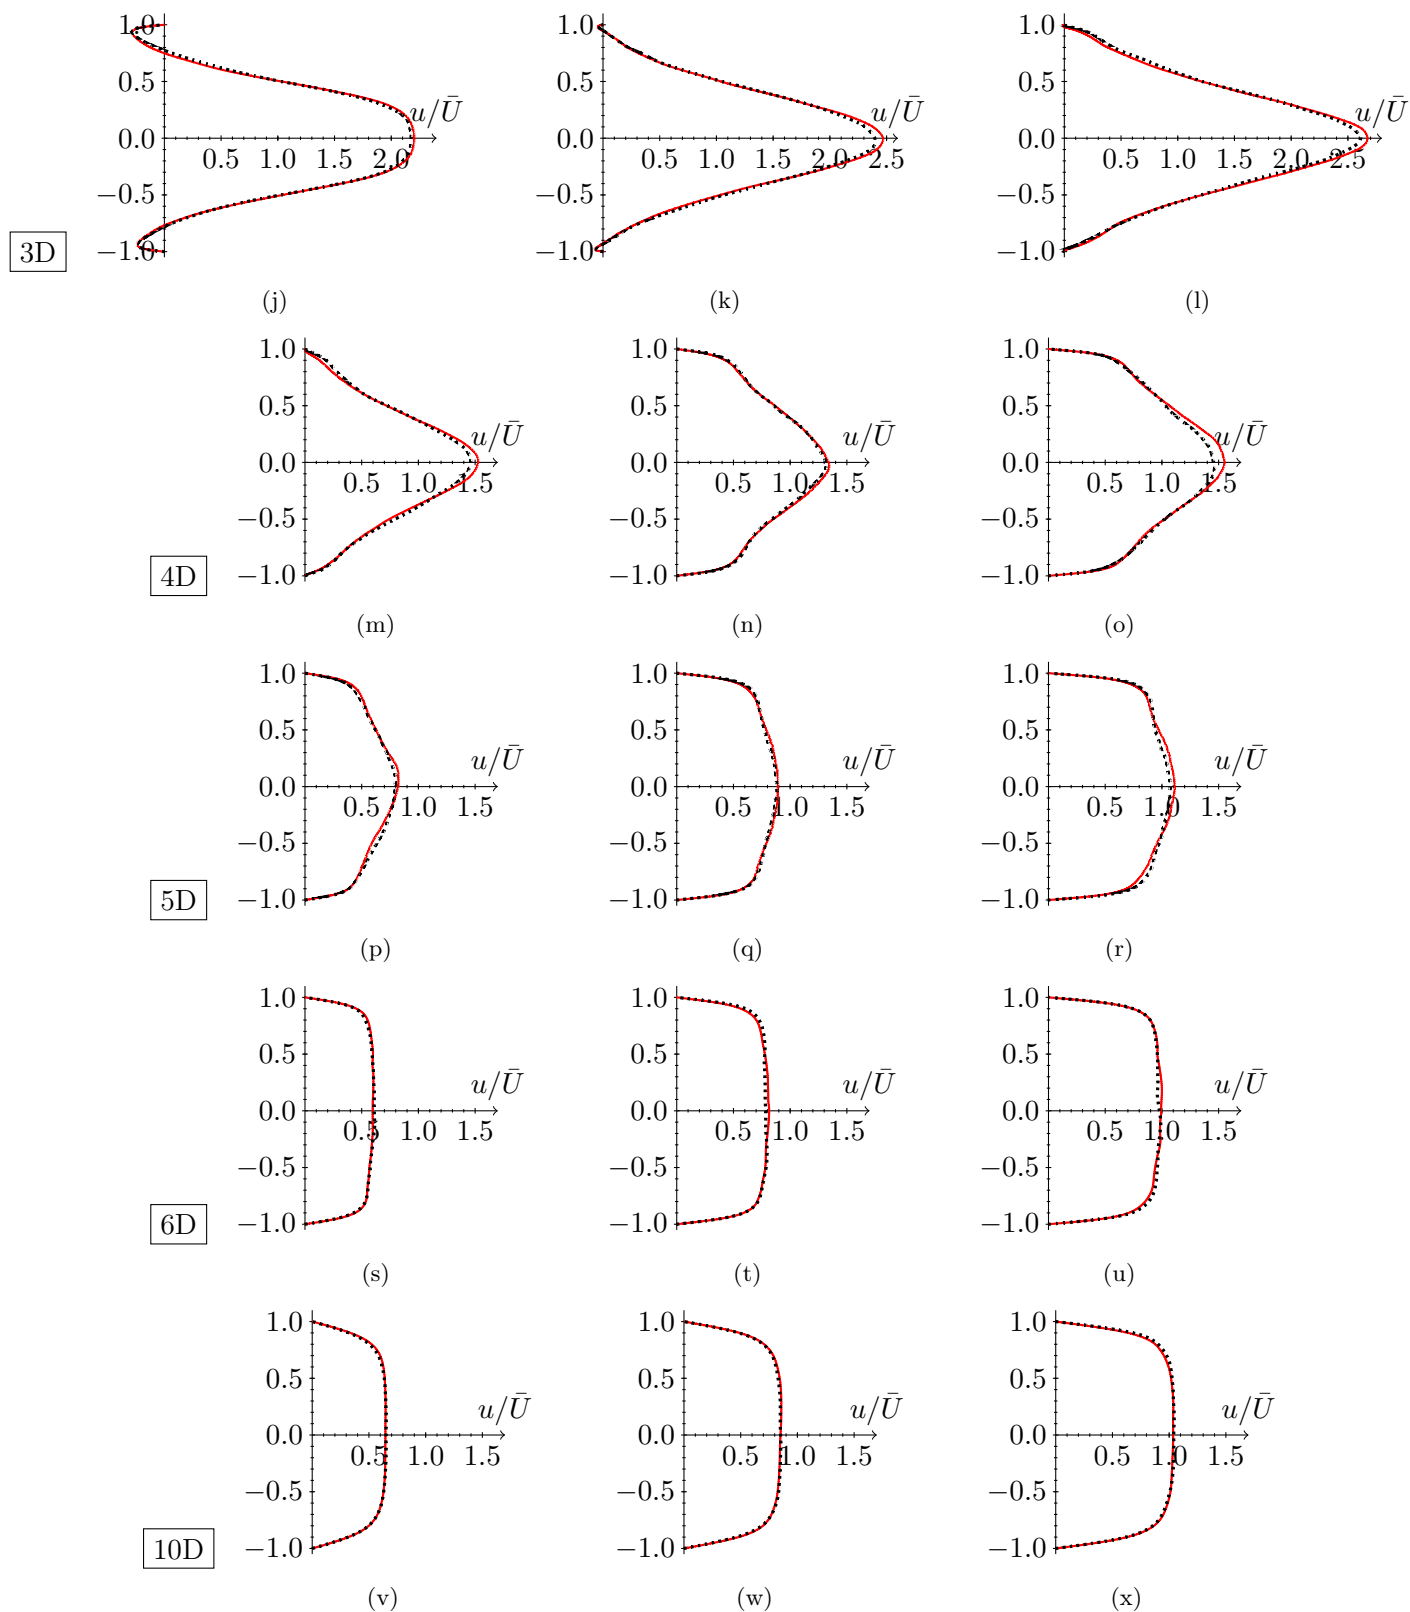 1.0 0.5 0.0 −0.5 −1.0 0.5 1.0 1.5 2.0 u/Ū
1.0 0.5 0.0 −0.5 −1.0 0.5 1.0 1.5 2.0 2.5 u/Ū
1.0 0.5 0.0 −0.5 −1.0 0.5 1.0 1.5 2.0 2.5 u/Ū
3D
(j) (k) (l)
1.0 0.5 0.0 −0.5 −1.0 0.5 1.0 1.5 u/Ū
1.0 0.5 0.0 −0.5 −1.0 0.5 1.0 1.5 u/Ū
1.0 0.5 0.0 −0.5 −1.0 0.5 1.0 1.5 u/Ū
4D
(m) (n) (o)
1.0 0.5 0.0 −0.5 −1.0 0.5 1.0 1.5 u/Ū
1.0 0.5 0.0 −0.5 −1.0 0.5 1.0 1.5 u/Ū
1.0 0.5 0.0 −0.5 −1.0 0.5 1.0 1.5 u/Ū
5D
(p) (q) (r)
1.0 0.5 0.0 −0.5 −1.0 0.5 1.0 1.5 u/Ū
1.0 0.5 0.0 −0.5 −1.0 0.5 1.0 1.5 u/Ū
1.0 0.5 0.0 −0.5 −1.0 0.5 1.0 1.5 u/Ū
6D
(s) (t) (u)
1.0 0.5 0.0 −0.5 −1.0 0.5 1.0 1.5 u/Ū
1.0 0.5 0.0 −0.5 −1.0 0.5 1.0 1.5 u/Ū
1.0 0.5 0.0 −0.5 −1.0 0.5 1.0 1.5 u/Ū
10D
(v) (w) (x)